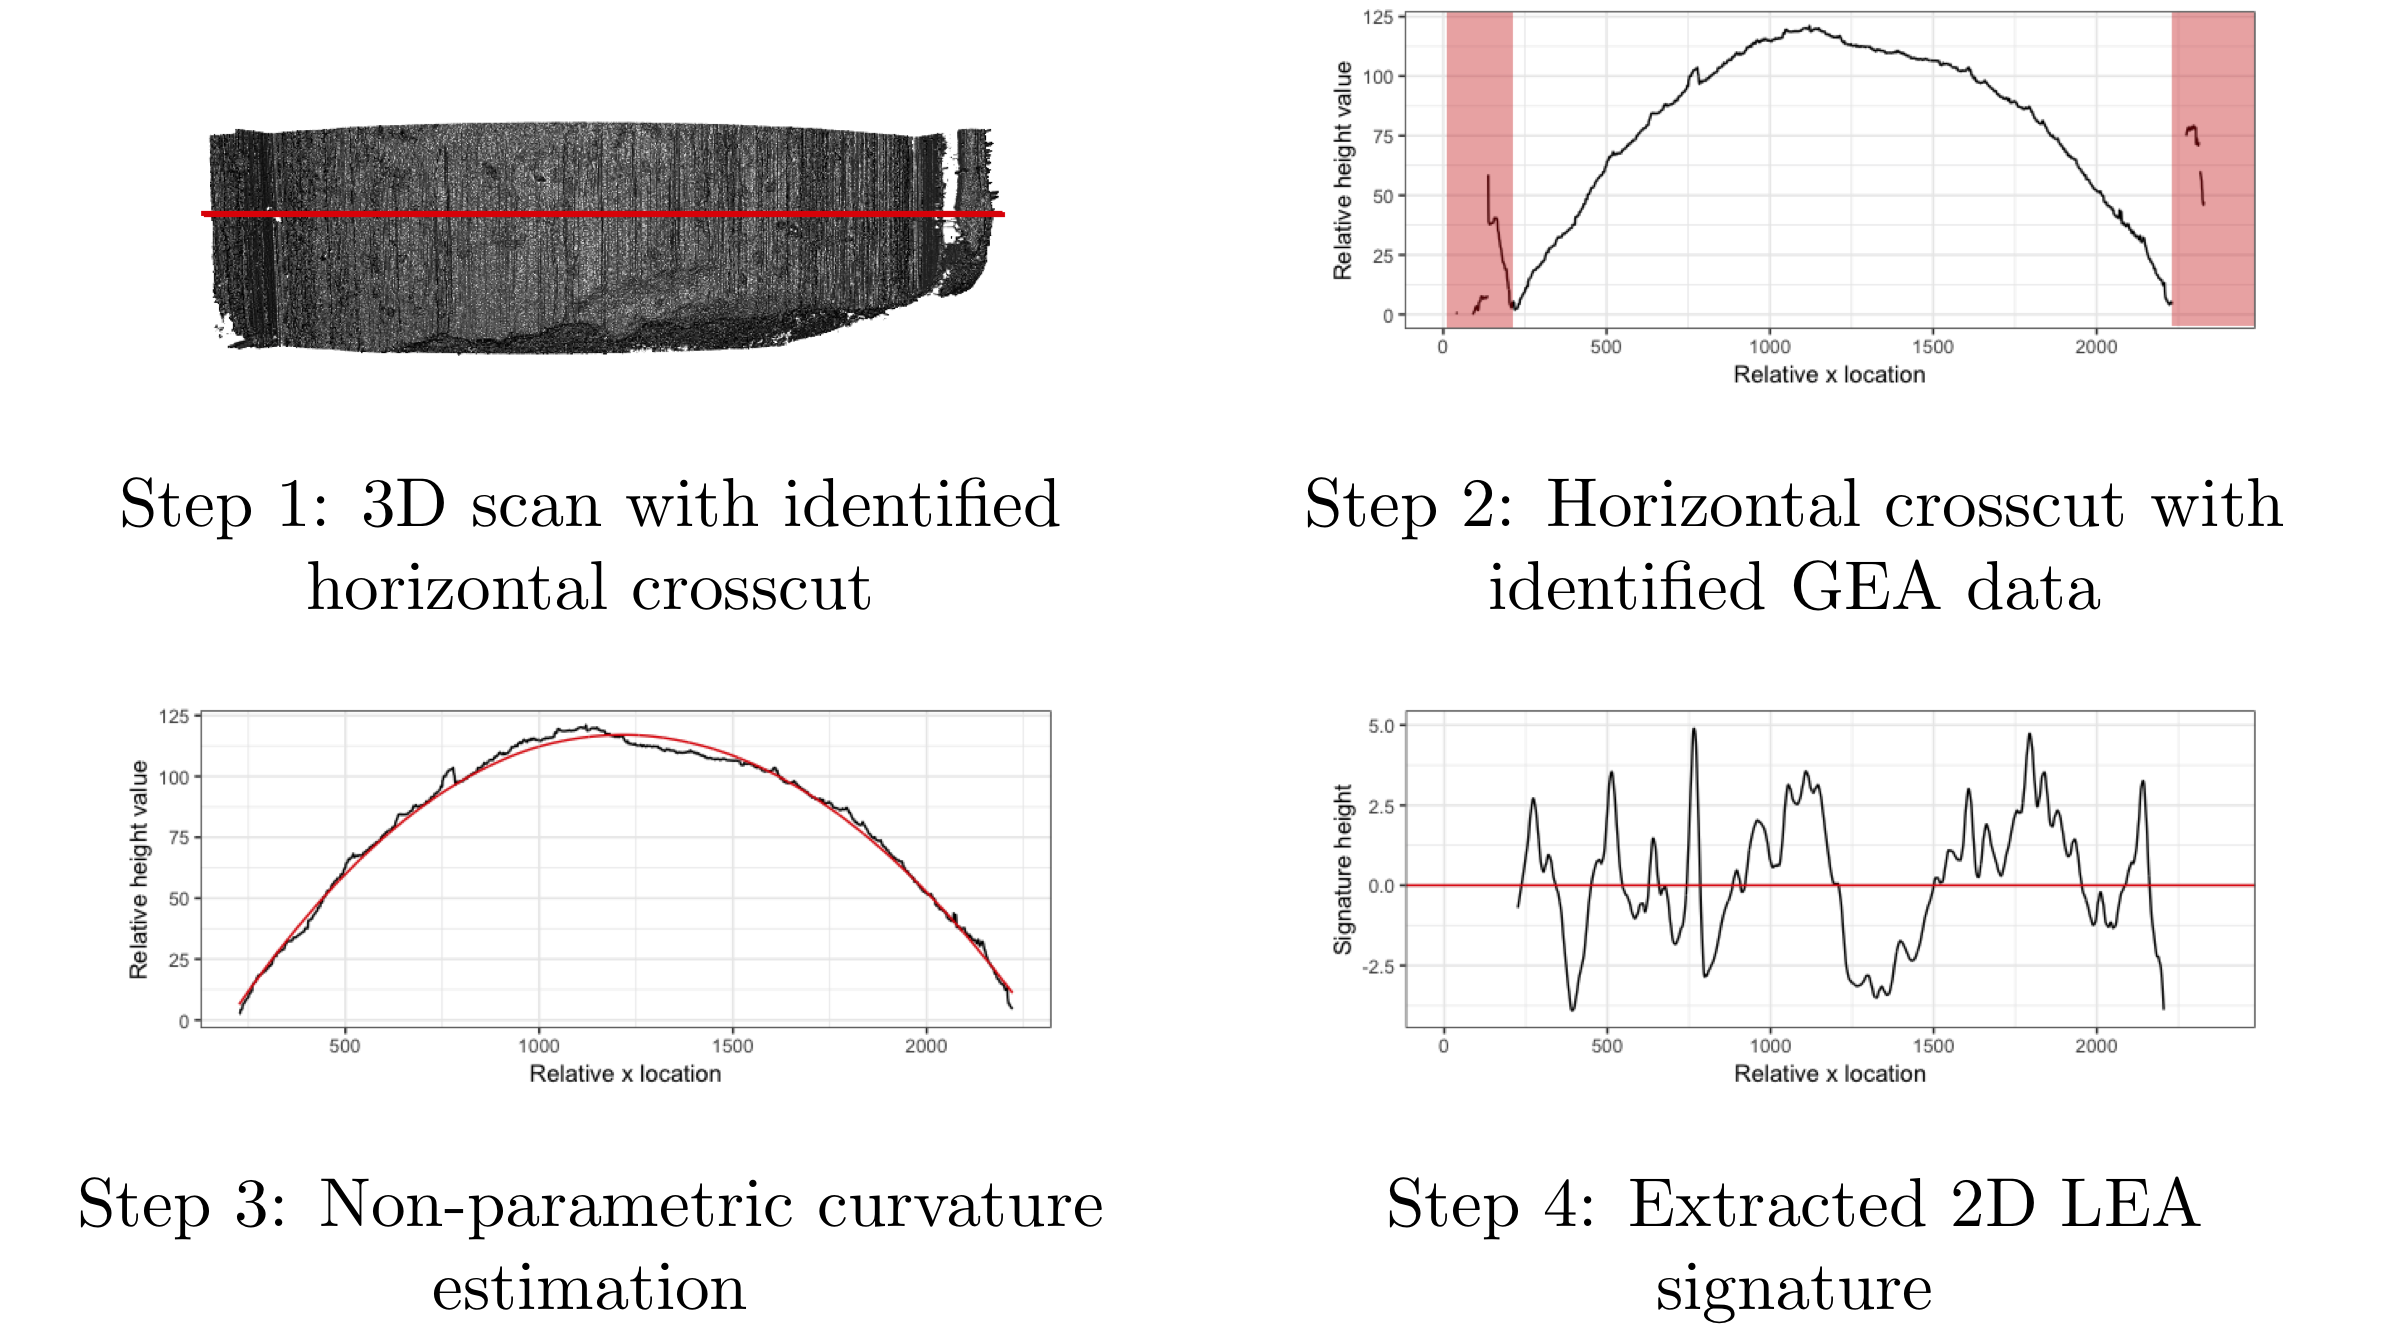 125
100
75
50
25
0
Relative height value
0 500 1000 1500 2000
Relative x location
Step 1: 3D scan with identified
horizontal crosscut
Step 2: Horizontal crosscut with
identified GEA data
125
100
75
50
25
0
Relative height value
500 1000 1500 2000
Relative x location
5.0
2.5
0.0
-2.5
Signature height
0 500 1000 1500 2000
Relative x location
Step 3: Non-parametric curvature
estimation
Step 4: Extracted 2D LEA
signature